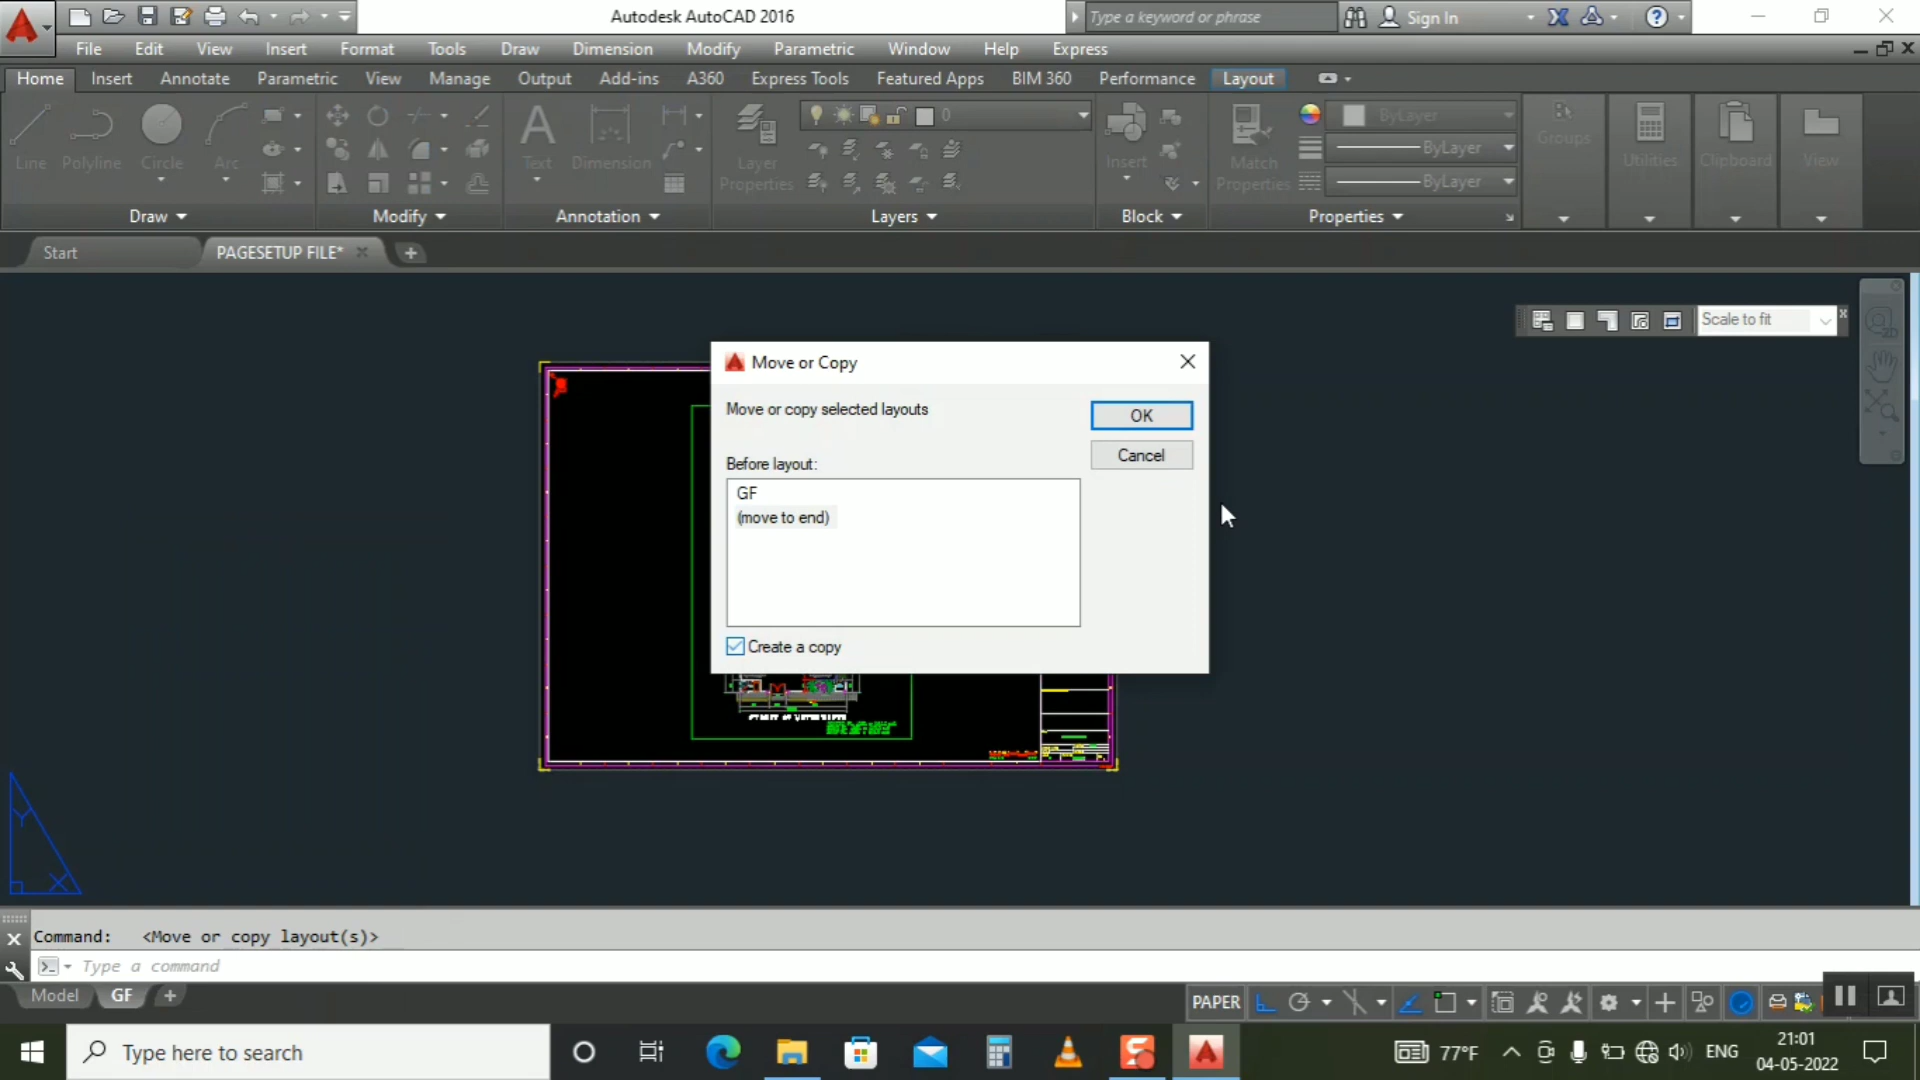 Autodesk AutoCAD 2016
Type a keyword or phrase
Sign In
File Edit View Insert Format Tools Draw Dimension Modify Parametric Window Help Express
Home Insert Annotate Parametric View Manage Output Add-ins A360 Express Tools Featured Apps BIM 360 Performance Layout
Line Polyline Circle Arc
Text Dimension
Layer Properties
0
Insert
Match Properties
ByLayer
ByLayer
ByLayer
Groups
Utilities
Clipboard
View
Draw Modify Annotation Layers Block Properties
Start PAGESETUP FILE*
Scale to fit
2D
Move or Copy
Move or copy selected layouts
OK
Cancel
Before layout:
GF
(move to end)
Create a copy
Y
X
Command: <Move or copy layout(s)>
Type a command
Model GF
PAPER
Type here to search
77°F
ENG
21:01
04-05-2022